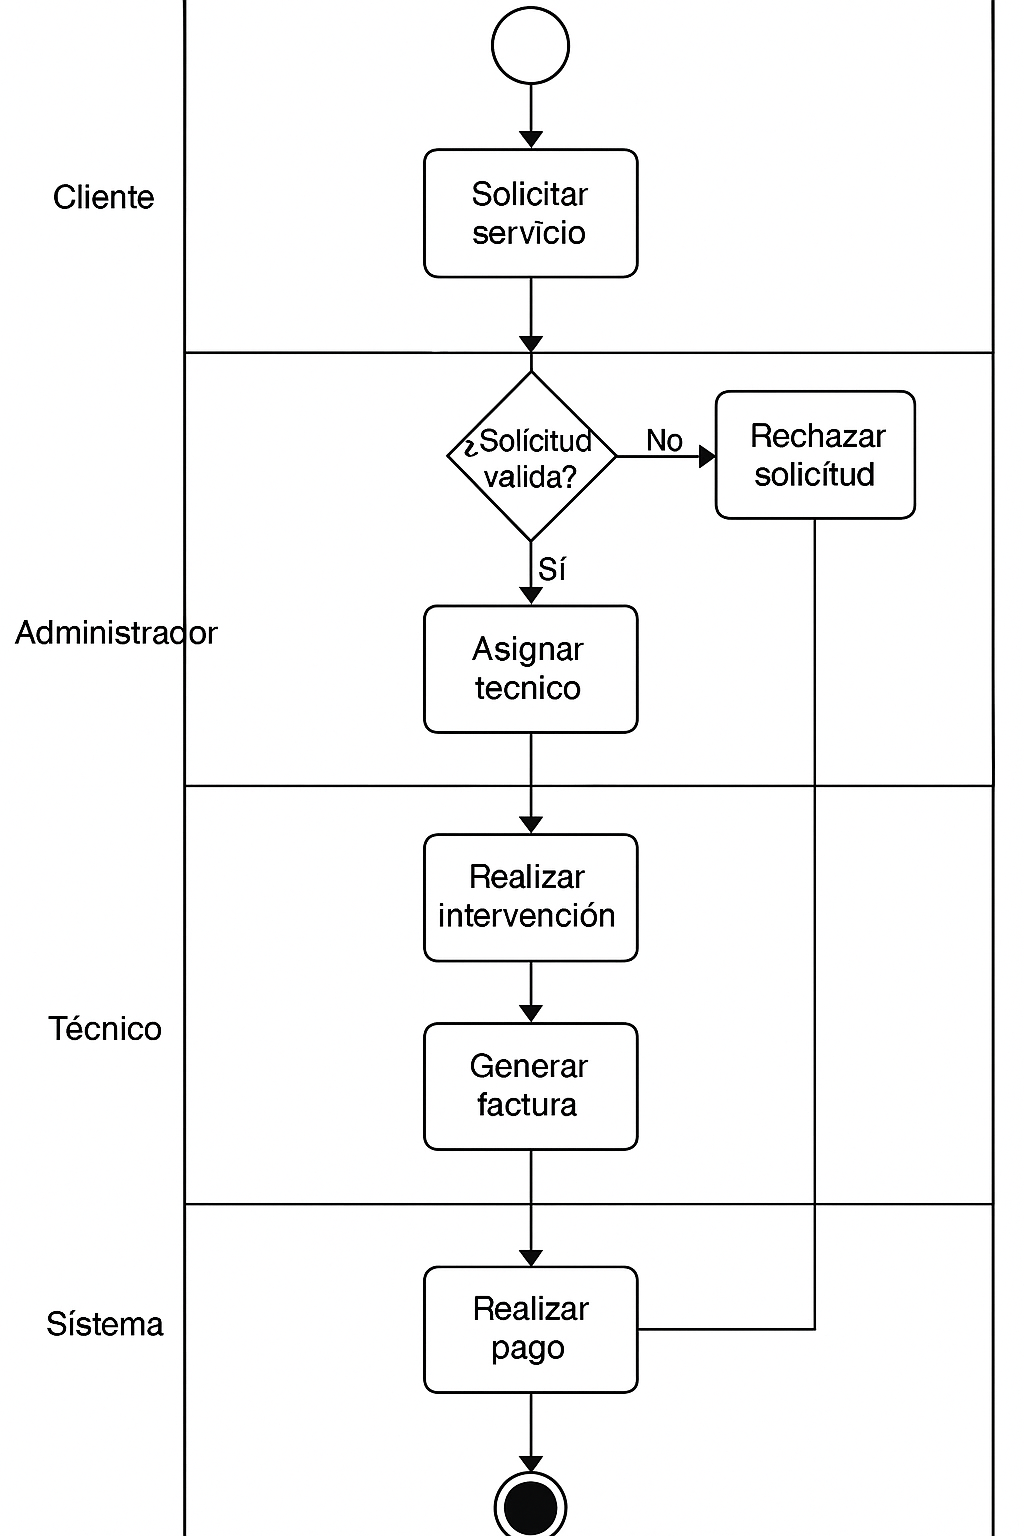 Cliente
Solicitar
servìcio
¿Solícitud
valida?
No
Rechazar
solicítud
Sí
Administrador
Asignar
tecnico
Realizar
intervención
Técnico
Generar
factura
Sístema
Realizar
pago